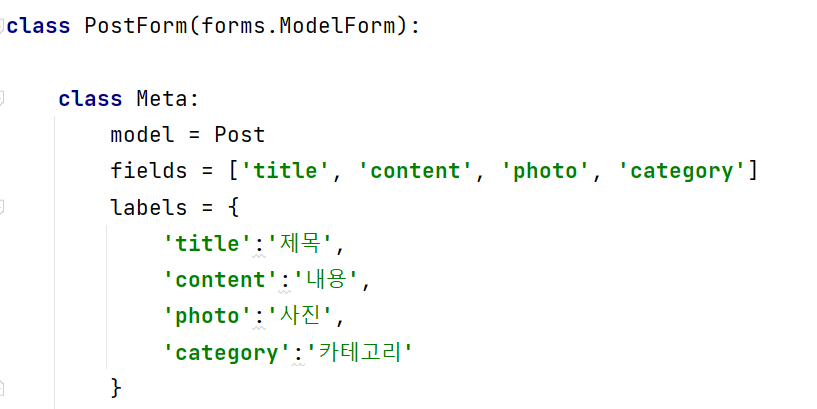 class PostForm(forms.ModelForm):
class Meta:
model = Post
fields = ['title', 'content', 'photo', 'category']
labels = {
'title':'제목',
'content':'내용',
'photo':'사진',
'category':'카테고리'
}